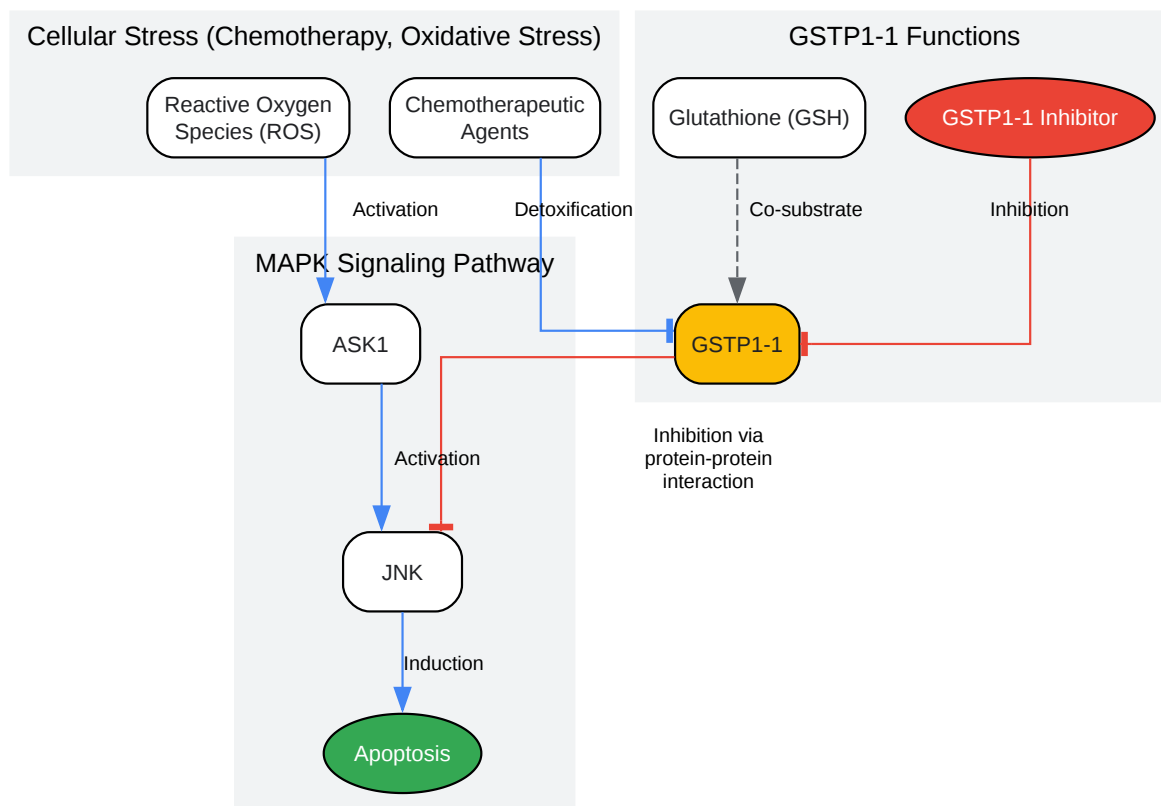 Cellular Stress (Chemotherapy, Oxidative Stress)
GSTP1-1 Functions
Reactive Oxygen
Species (ROS)
Chemotherapeutic
Agents
Glutathione (GSH)
GSTP1-1 Inhibitor
Activation
Detoxification
Co-substrate
Inhibition
MAPK Signaling Pathway
ASK1
GSTP1-1
Inhibition via
protein-protein
interaction
Activation
JNK
Induction
Apoptosis